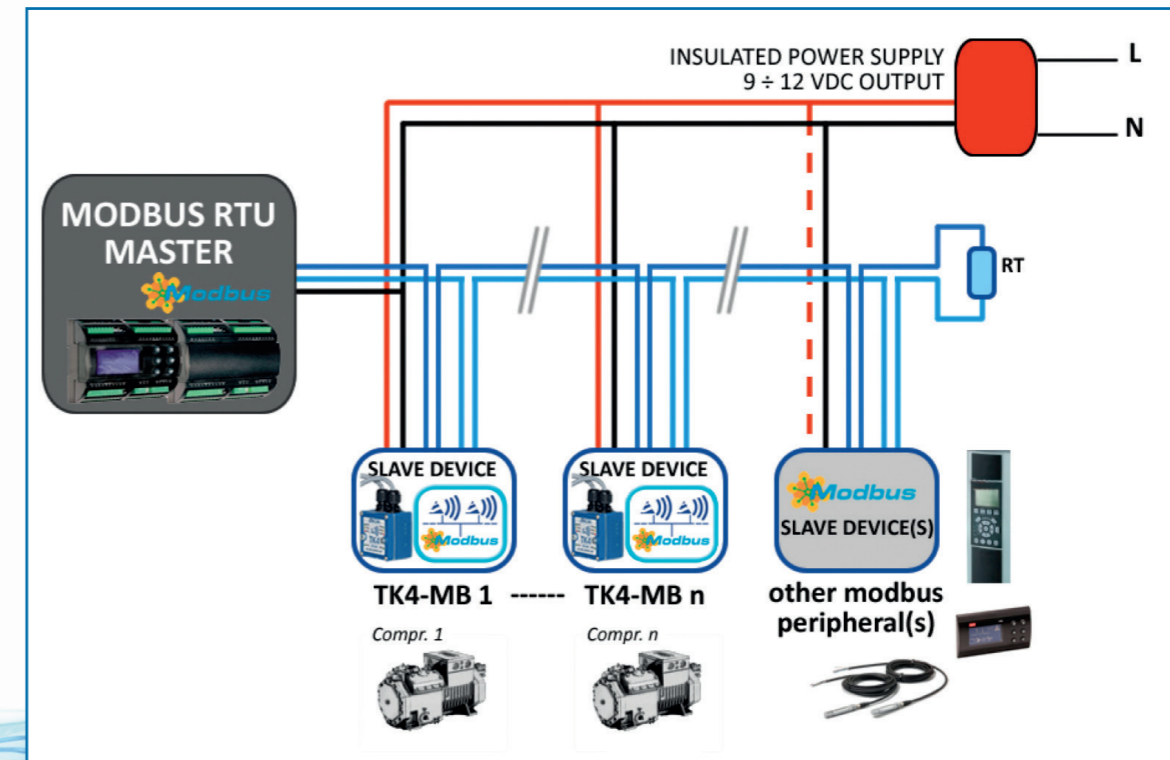 INSULATED POWER SUPPLY
9 ÷ 12 VDC OUTPUT
L
N
MODBUS RTU
MASTER
Modbus
RT
SLAVE DEVICE
Modbus
SLAVE DEVICE
Modbus
Modbus
SLAVE DEVICE(S)
TK4-MB 1 ------ TK4-MB n
other modbus
peripheral(s)
Compr. 1
Compr. n